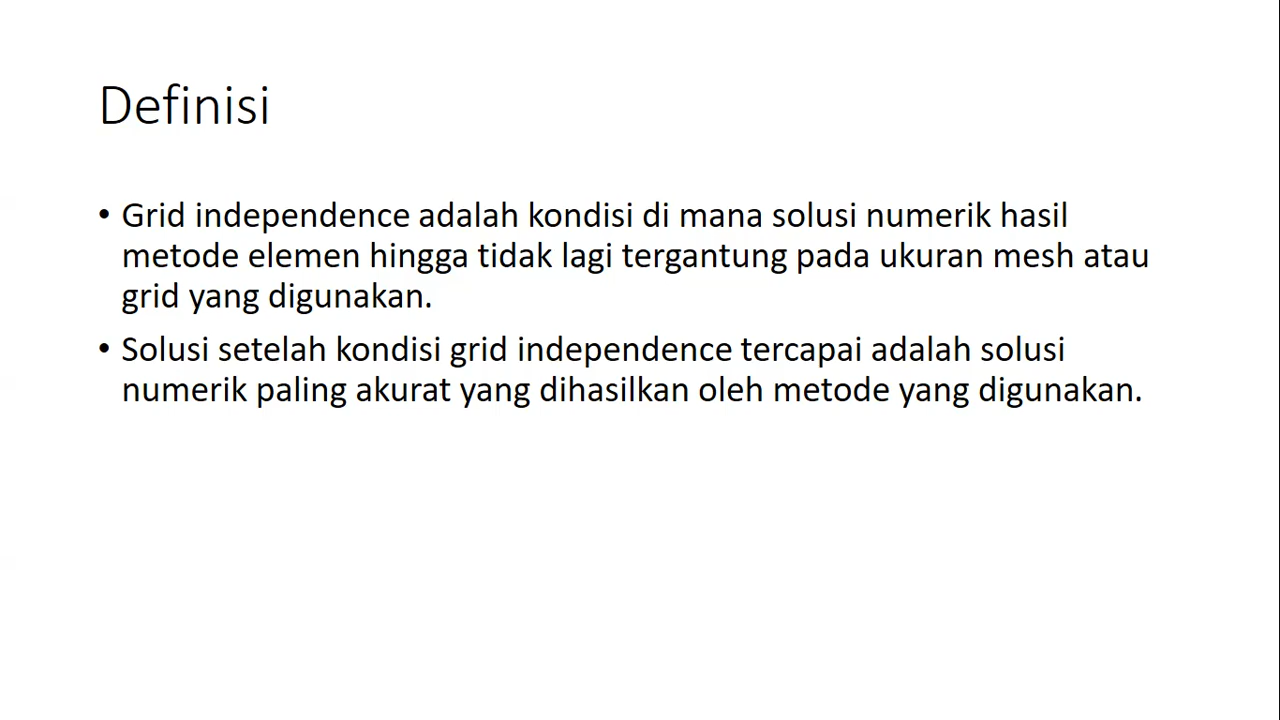 Definisi
• Grid independence adalah kondisi di mana solusi numerik hasil
metode elemen hingga tidak lagi tergantung pada ukuran mesh atau
grid yang digunakan.
• Solusi setelah kondisi grid independence tercapai adalah solusi
numerik paling akurat yang dihasilkan oleh metode yang digunakan.